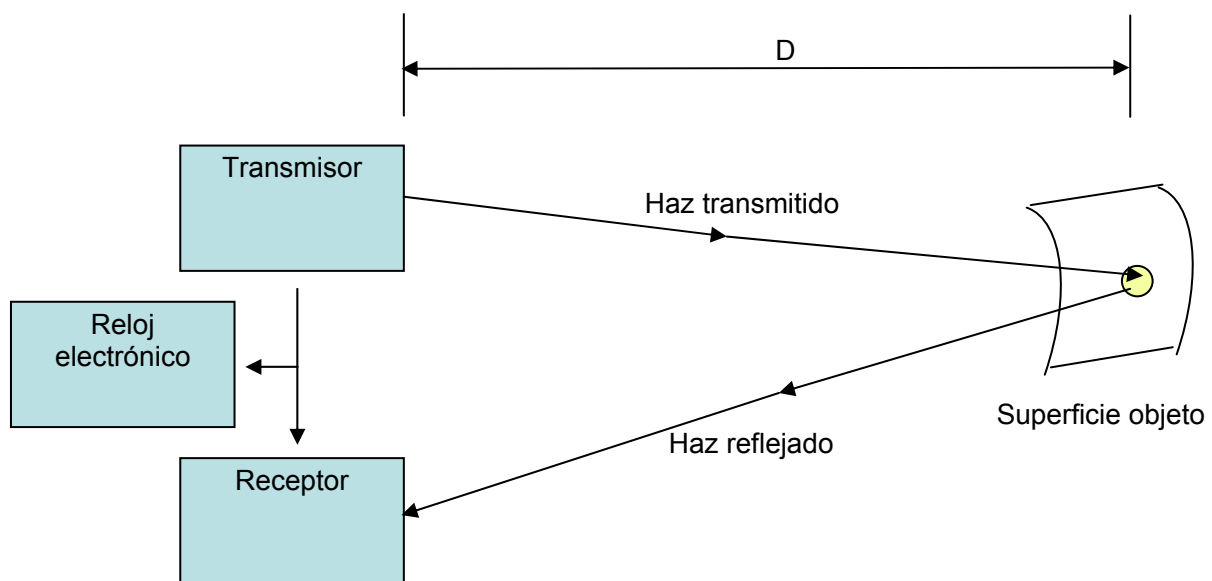 D
Transmisor
Haz transmitido
Reloj
electrónico
Superficie objeto
Haz reflejado
Receptor